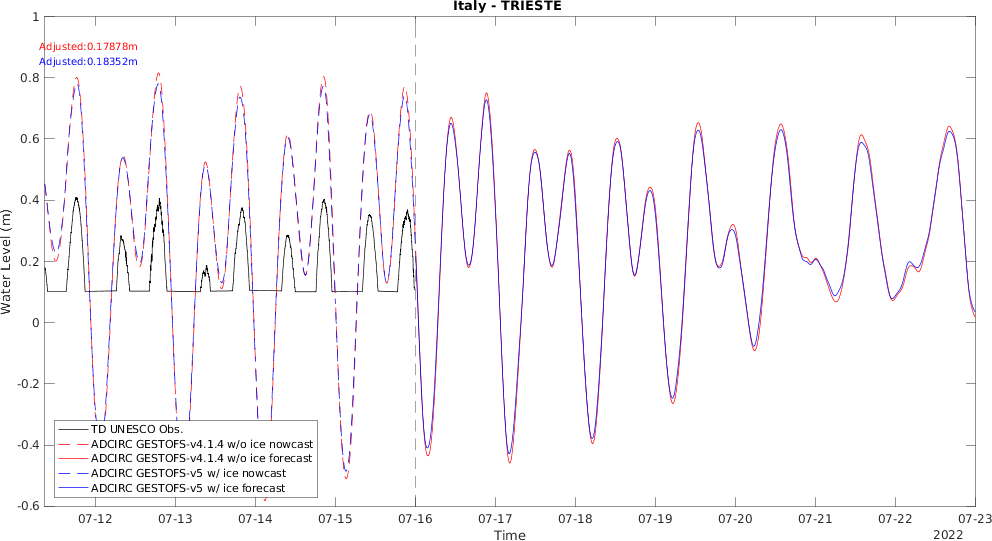 Italy - TRIESTE
Adjusted:0.17878m
Adjusted:0.18352m
1
0.8
0.6
0.4
0.2
0
-0.2
-0.4
-0.6
Water Level (m)
TD UNESCO Obs.
ADCIRC GESTOFS-v4.1.4 w/o ice nowcast
ADCIRC GESTOFS-v4.1.4 w/o ice forecast
ADCIRC GESTOFS-v5 w/ ice nowcast
ADCIRC GESTOFS-v5 w/ ice forecast
07-12 07-13 07-14 07-15 07-16 07-17 07-18 07-19 07-20 07-21 07-22 07-23
Time
2022